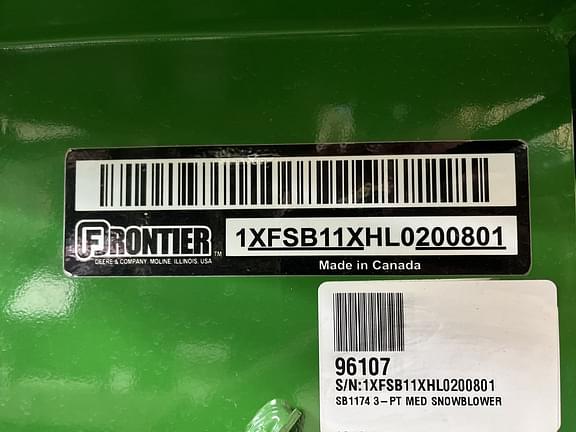 FRONTIER
DEERE & COMPANY MOLINE, ILLINOIS, USA
1XFSB11XHL0200801
Made in Canada
96107
S/N:1XFSB11XHL0200801
SB1174 3-PT MED SNOWBLOWER